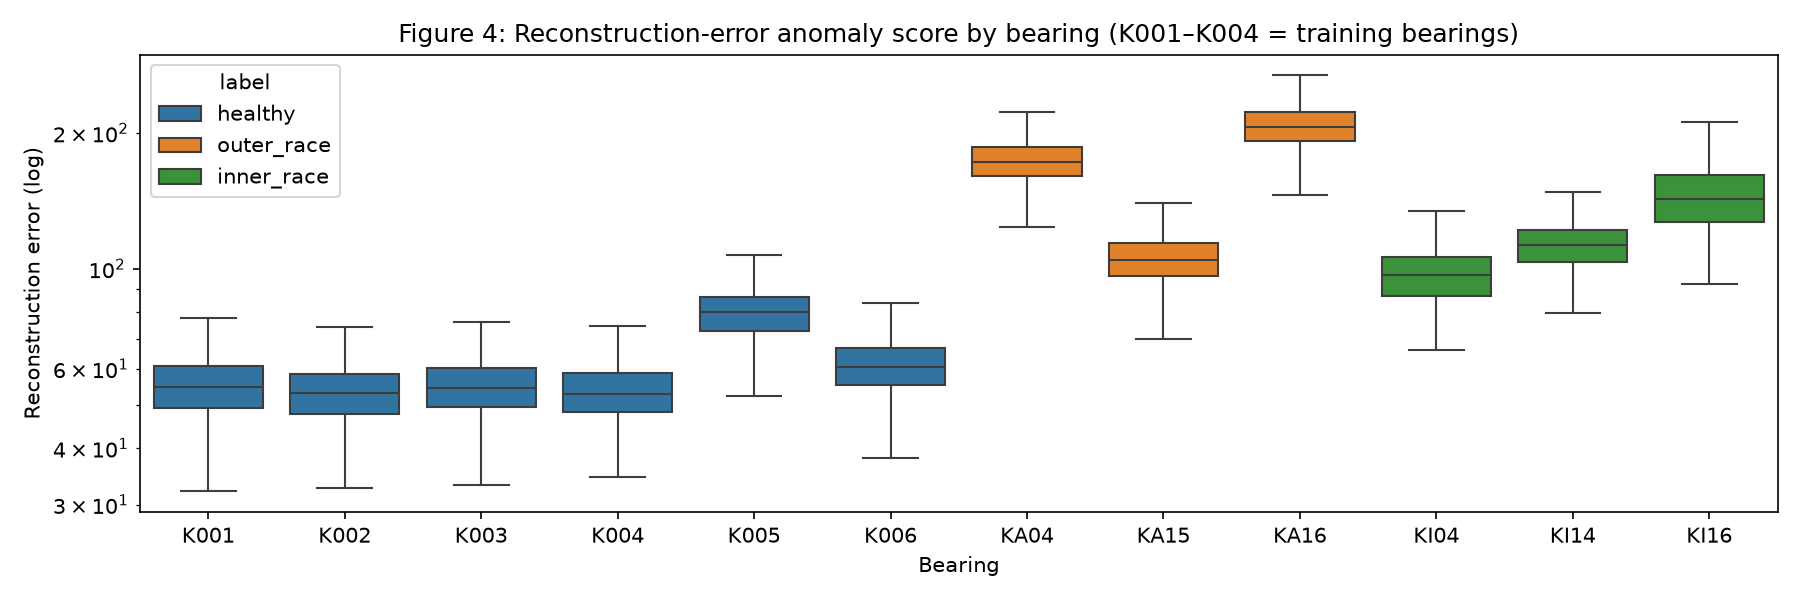 Figure 4: Reconstruction-error anomaly score by bearing (K001–K004 = training bearings)
label
healthy
outer_race
inner_race
Reconstruction error (log)
2 × 10²
10²
6 × 10¹
4 × 10¹
3 × 10¹
K001 K002 K003 K004 K005 K006 KA04 KA15 KA16 KI04 KI14 KI16
Bearing